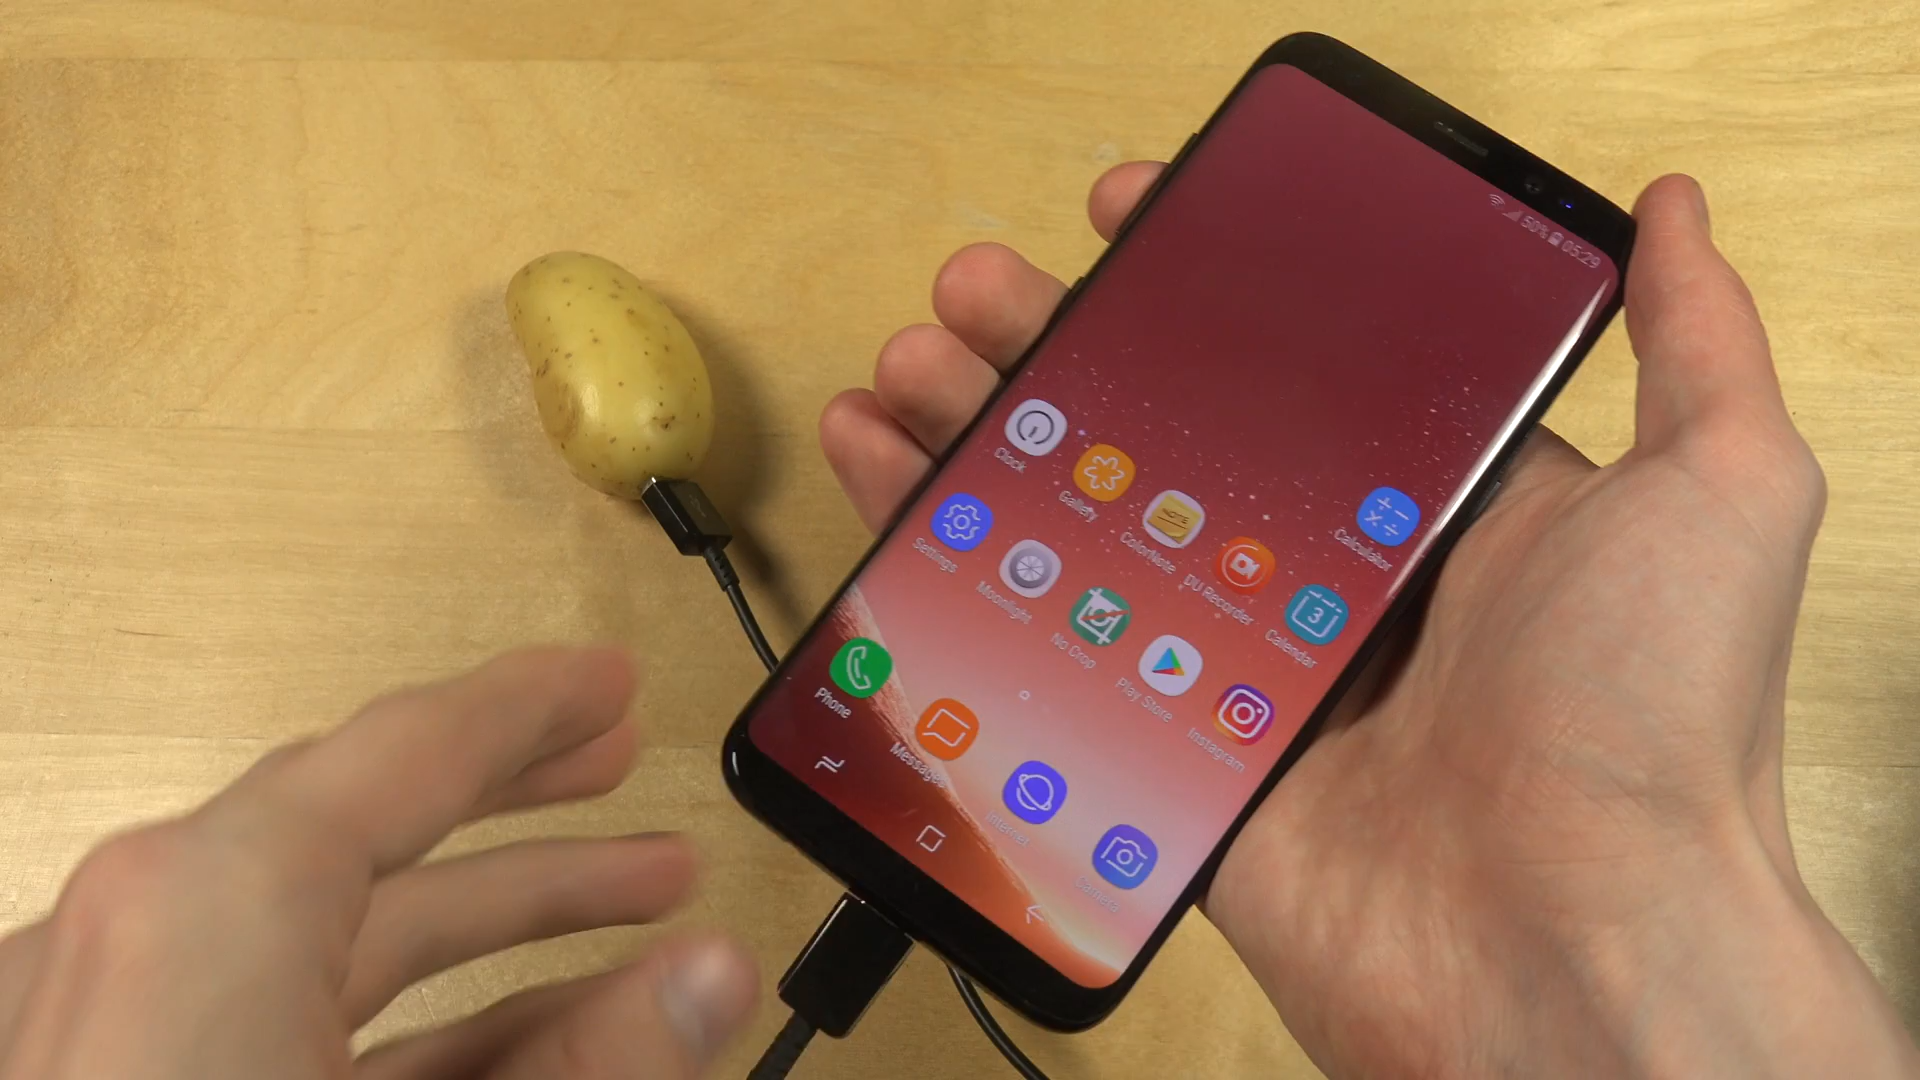 50% 05:29
Clock
Gallery
NOTE
ColorNote
DU Recorder
Calculator
Settings
Moonlight
No Crop
Play Store
3
Calendar
Instagram
Phone
Messages
Internet
Camera